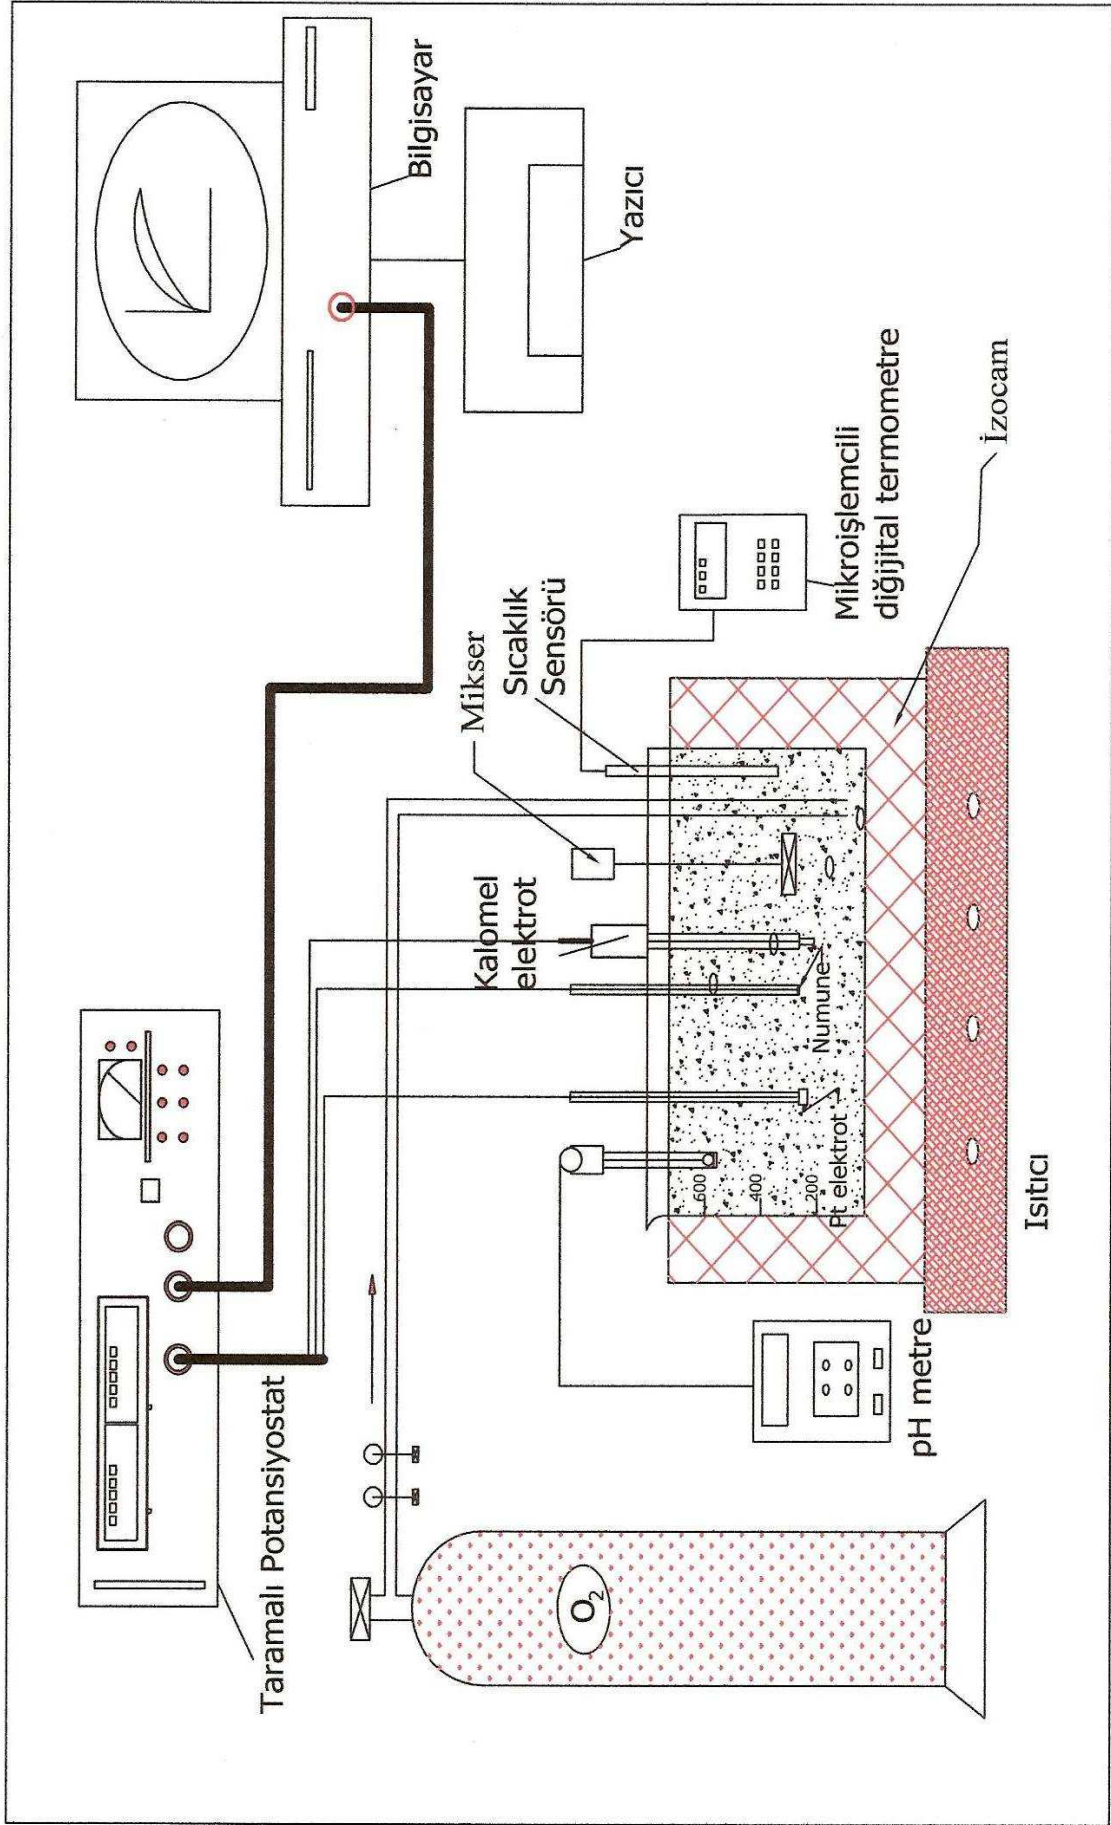 Taramalı Potansiyostat
Bilgisayar
Yazıcı
Mikser
Sıcaklık
Sensörü
Kalomel
elektrot
Mikroişlemcili
diğijital termometre
İzocam
O2
pH metre
600
400
200
Pt elektrot
Numune
Isıtıcı